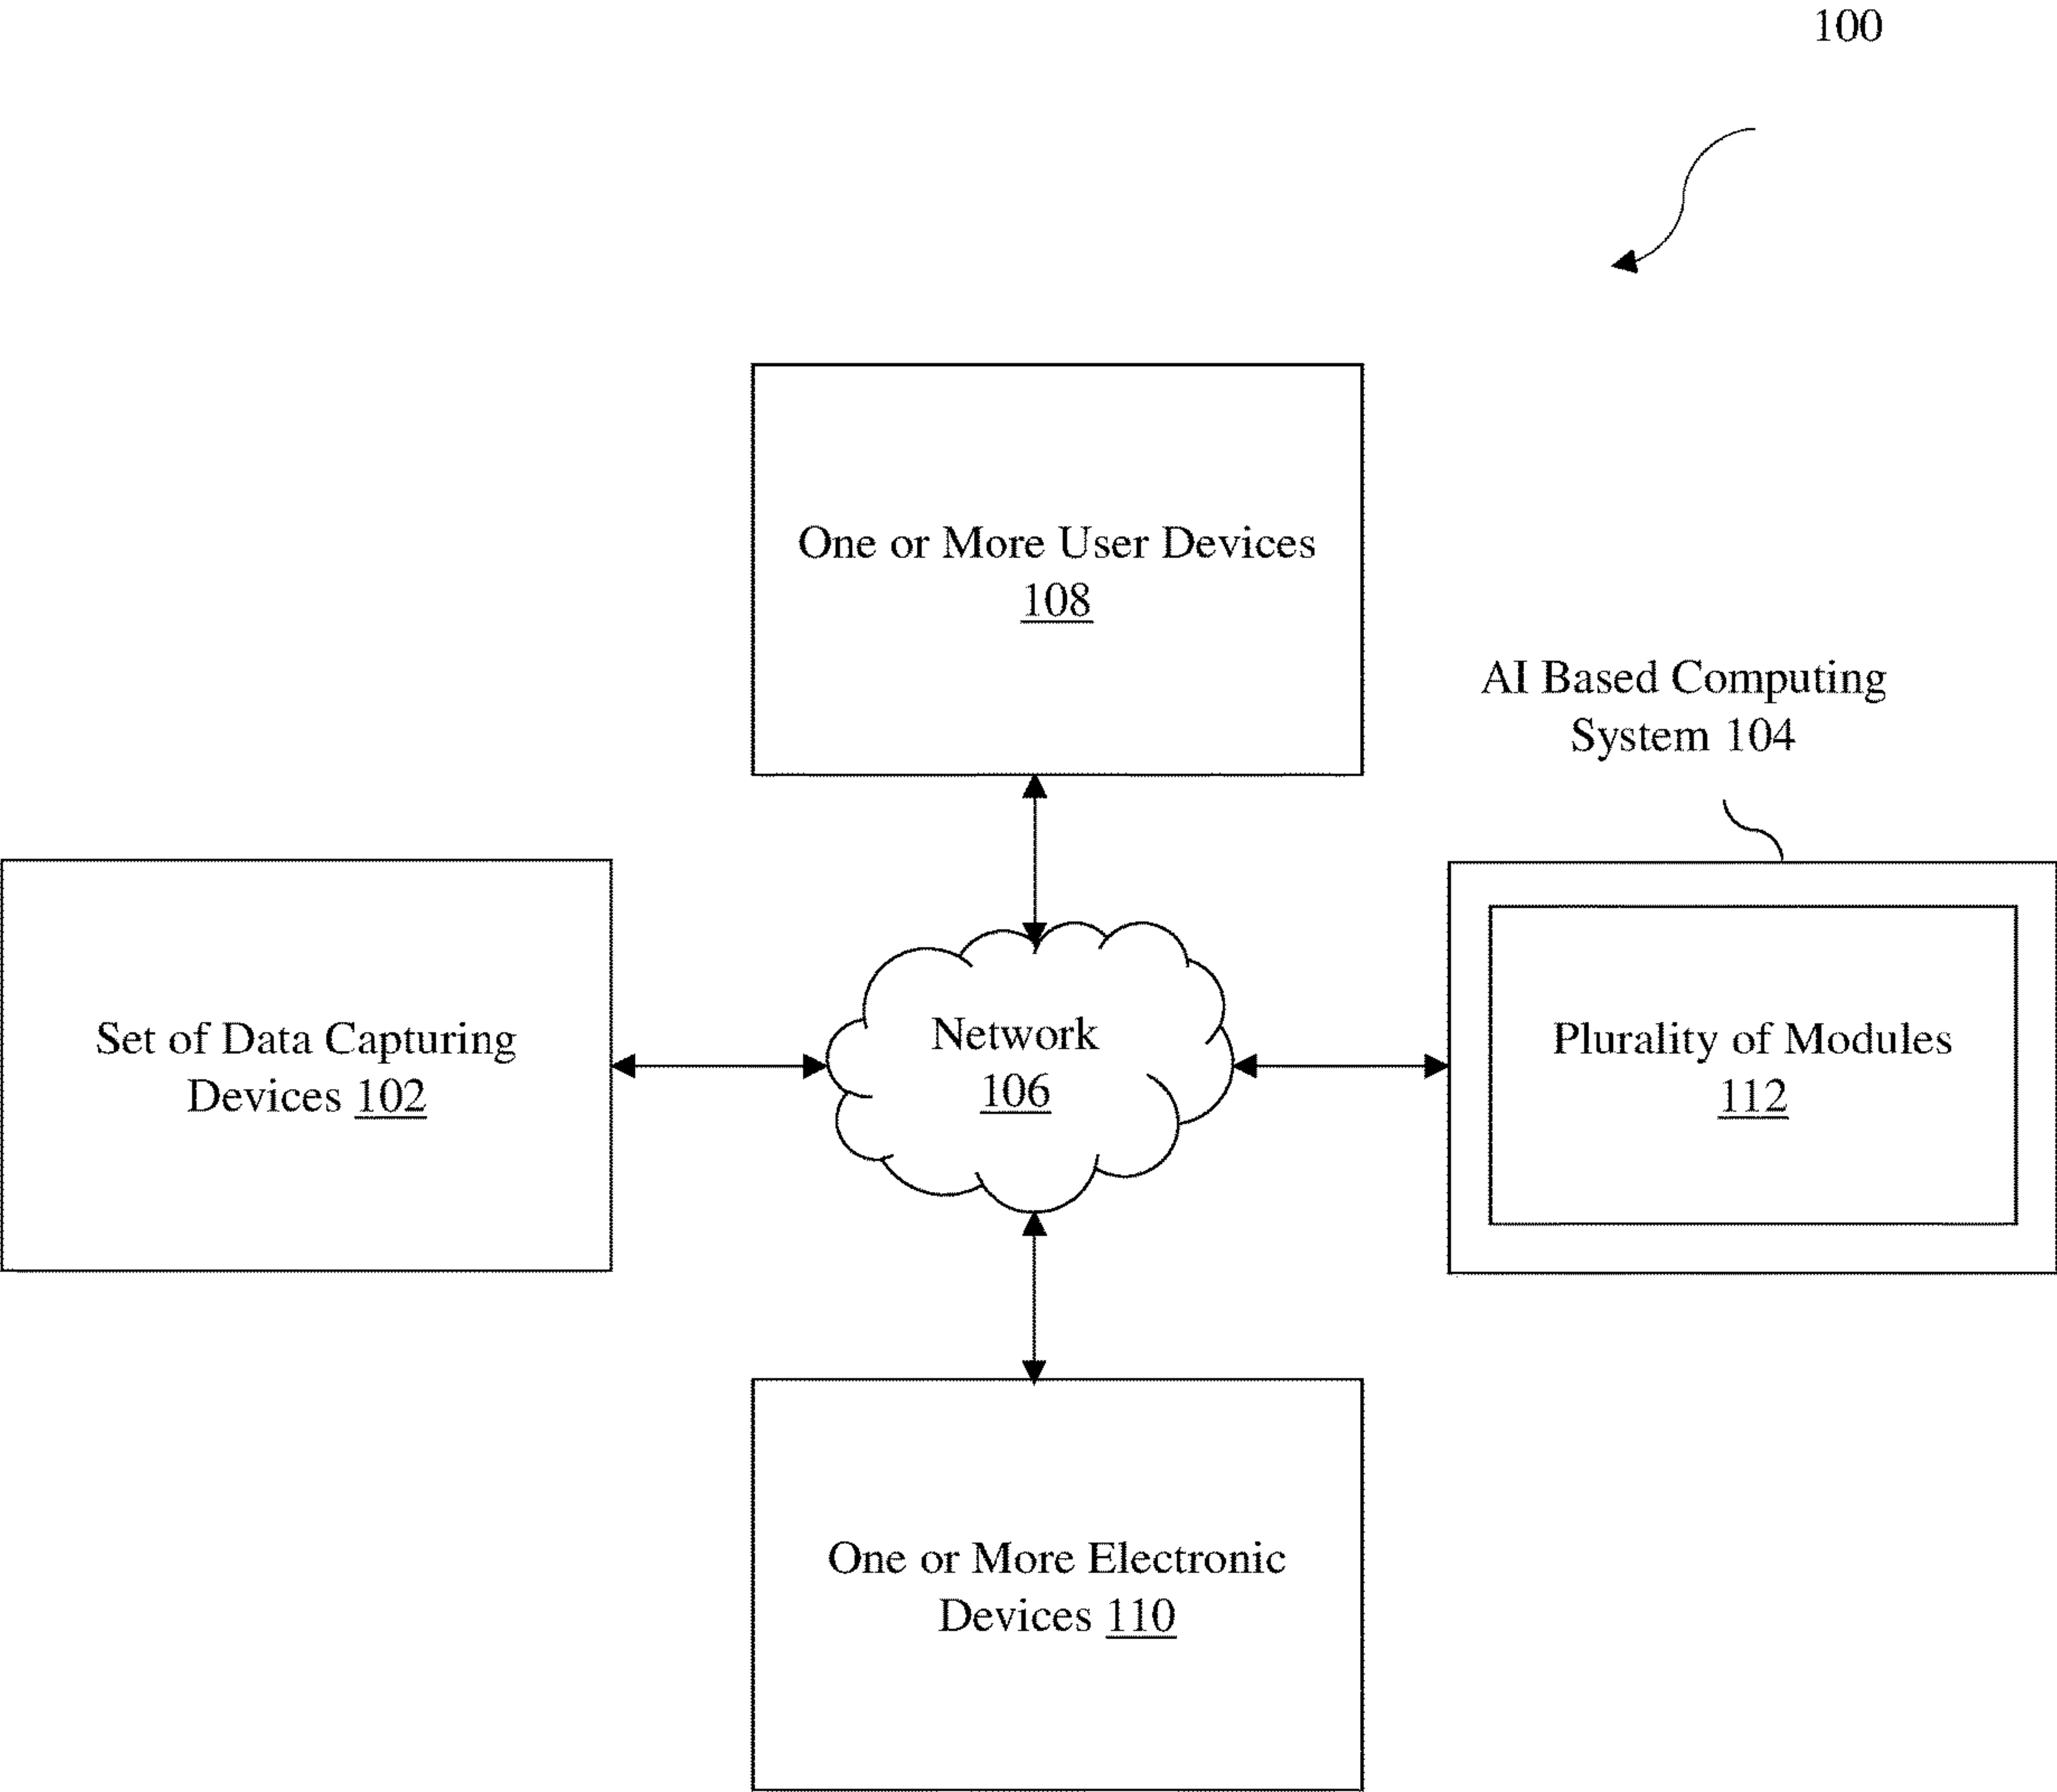 100
One or More User Devices
108
AI Based Computing
System 104
Set of Data Capturing
Devices 102
Network
106
Plurality of Modules
112
One or More Electronic
Devices 110